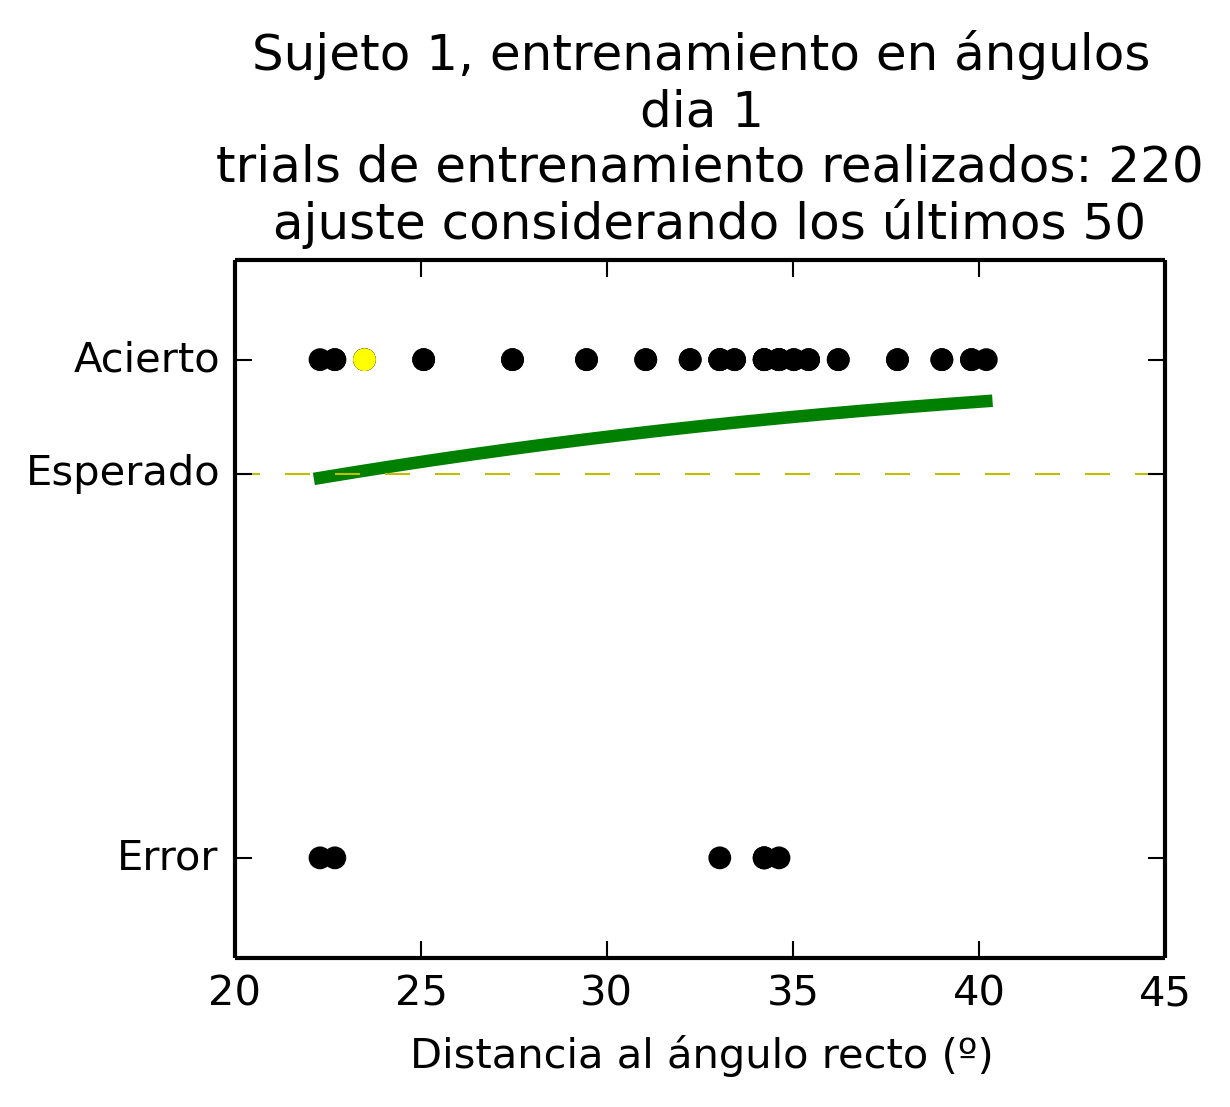 Sujeto 1, entrenamiento en ángulos
dia 1
trials de entrenamiento realizados: 220
ajuste considerando los últimos 50
Acierto
Esperado
Error
20 25 30 35 40 45
Distancia al ángulo recto (º)